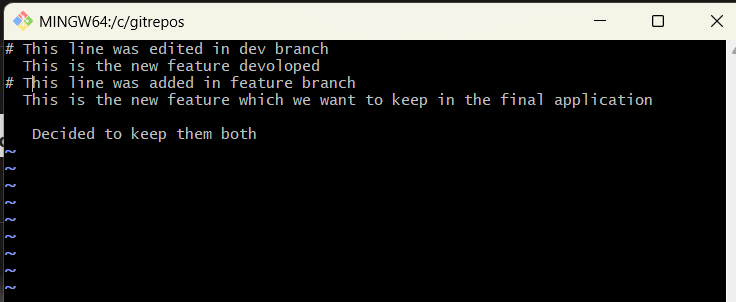 MINGW64:/c/gitrepos
# This line was edited in dev branch
This is the new feature devoloped
# This line was added in feature branch
This is the new feature which we want to keep in the final application
Decided to keep them both
~
~
~
~
~
~
~
~
~